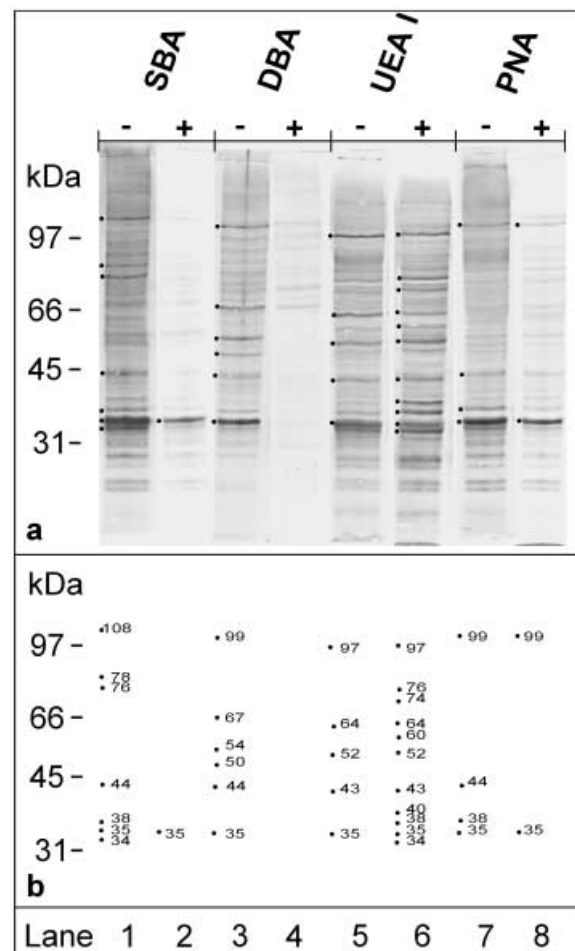 SBA DBA UEA I PNA
- + - + - + - +
kDa
97
66
45
31
a
kDa
108 99 97 97 99 99
97
78
76 76
74
66 67 64 64
60
54 52 52
50
45
44 44 43 43 44
40
38 38 38
35 35 35 35 35 35 35
34 34
31
b
Lane 1 2 3 4 5 6 7 8